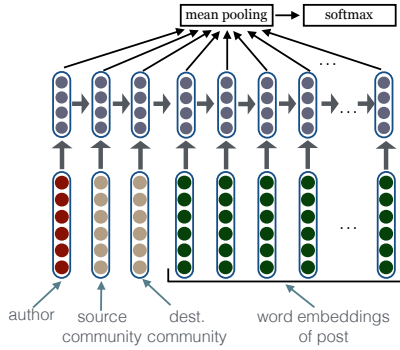 mean pooling
softmax
...
...
...
author
source
community
dest.
community
word embeddings
of post